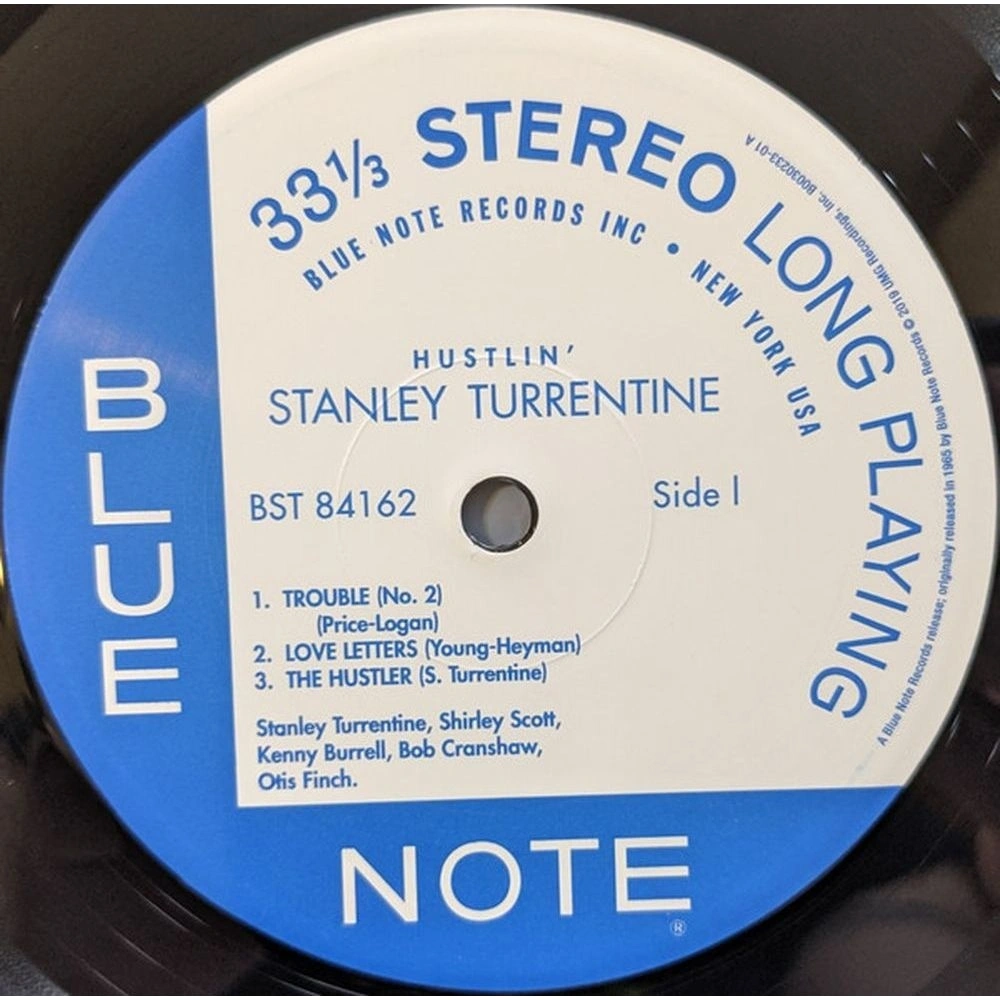 33⅓ STEREO LONG PLAYING
BLUE NOTE RECORDS INC • NEW YORK USA
A Blue Note Records release; originally released in 1965 by Blue Note Records ℗ 2019 UMG Recordings, Inc. B0030233-01 A
HUSTLIN'
STANLEY TURRENTINE
BST 84162
Side I
1. TROUBLE (No. 2)
(Price-Logan)
2. LOVE LETTERS (Young-Heyman)
3. THE HUSTLER (S. Turrentine)
Stanley Turrentine, Shirley Scott,
Kenny Burrell, Bob Cranshaw,
Otis Finch.
BLUE
NOTE
®